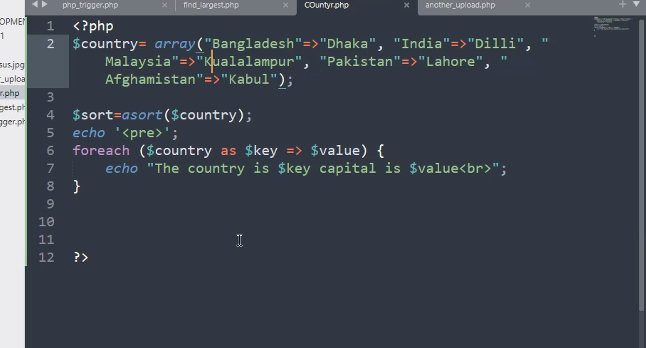 php_trigger.php × find_largest.php × COuntyr.php × another_upload.php ×
OPMEN
1
sus.jpg
_uploa
r.php
gest.ph
gger.ph
1 <?php
2 $country= array("Bangladesh"=>"Dhaka", "India"=>"Dilli", "
Malaysia"=>"Kualalampur", "Pakistan"=>"Lahore", "
Afghamistan"=>"Kabul");
3
4 $sort=asort($country);
5 echo '<pre>';
6 foreach ($country as $key => $value) {
7 echo "The country is $key capital is $value<br>";
8 }
9
10
11
12 ?>